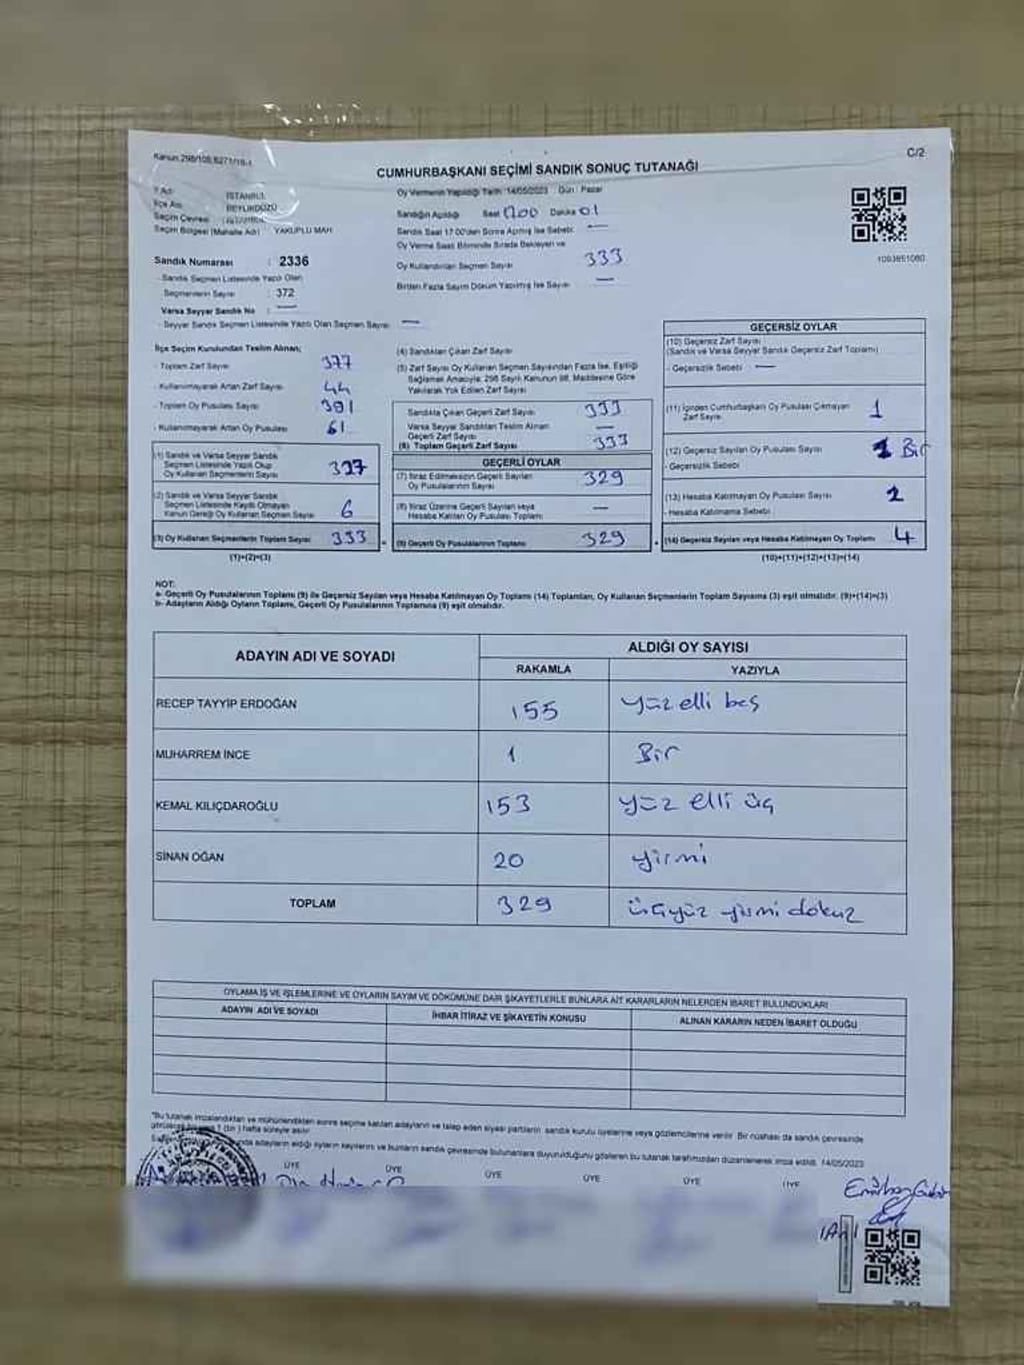 Kanun.298/105,6271/18-1
C/2
CUMHURBAŞKANI SEÇİMİ SANDIK SONUÇ TUTANAĞI
İl Adı : İSTANBUL
İlçe Adı : BEYLİKDÜZÜ
Seçim Çevresi : İSTANBUL
Seçim Bölgesi (Mahalle Adı) : YAKUPLU MAH.
Sandık Numarası : 2336
- Sandık Seçmen Listesinde Yazılı Olan
Seçmenlerin Sayısı : 372
Varsa Seyyar Sandık No : —
- Seyyar Sandık Seçmen Listesinde Yazılı Olan Seçmen Sayısı : —
Oy Vermenin Yapıldığı Tarih :14/05/2023 Gün : Pazar
Sandığın Açıldığı Saat 1700 Dakika 01
Sandık Saat 17:00'den Sonra Açılmış İse Sebebi: —
Oy Verme Saat Bitiminde Sırada Bekleyen ve
Oy Kullandırılan Seçmen Sayısı 333
Birden Fazla Sayım Döküm Yapılmış İse Sayısı —
1093851060
İlçe Seçim Kurulundan Teslim Alınan;
- Toplam Zarf Sayısı : 377
- Kullanılmayarak Artan Zarf Sayısı : 44
- Toplam Oy Pusulası Sayısı : 391
- Kullanılmayarak Artan Oy Pusulası : 61
(1) Sandık ve Varsa Seyyar Sandık
Seçmen Listesinde Yazılı Olup
Oy Kullanan Seçmenlerin Sayısı 327
(2) Sandık ve Varsa Seyyar Sandık
Seçmen Listesinde Kayıtlı Olmayan
Kanun Gereği Oy Kullanan Seçmen Sayısı 6
(3) Oy Kullanan Seçmenlerin Toplam Sayısı 333
(1)+(2)=(3)
(4) Sandıktan Çıkan Zarf Sayısı
(5) Zarf Sayısı Oy Kullanan Seçmen Sayısından Fazla İse, Eşitliği
Sağlamak Amacıyla; 298 Sayılı Kanunun 98. Maddesine Göre
Yakılarak Yok Edilen Zarf Sayısı
Sandıkta Çıkan Geçerli Zarf Sayısı 333
Varsa Seyyar Sandıktan Teslim Alınan
Geçerli Zarf Sayısı —
(6) Toplam Geçerli Zarf Sayısı 333
GEÇERLİ OYLAR
(7) İtiraz Edilmeksizin Geçerli Sayılan
Oy Pusulalarının Sayısı 329
(8) İtiraz Üzerine Geçerli Sayılan veya
Hesaba Katılan Oy Pusulası Toplamı —
(9) Geçerli Oy Pusulalarının Toplamı 329
GEÇERSİZ OYLAR
(10) Geçersiz Zarf Sayısı
(Sandık ve Varsa Seyyar Sandık Geçersiz Zarf Toplamı)
- Geçersizlik Sebebi —
(11) İçinden Cumhurbaşkanı Oy Pusulası Çıkmayan
Zarf Sayısı 1
(12) Geçersiz Sayılan Oy Pusulası Sayısı 1 Bir
- Geçersizlik Sebebi
(13) Hesaba Katılmayan Oy Pusulası Sayısı 2
- Hesaba Katılmama Sebebi
(14) Geçersiz Sayılan veya Hesaba Katılmayan Oy Toplamı 4
(10)+(11)+(12)+(13)=(14)
NOT:
a- Geçerli Oy Pusulalarının Toplamı (9) ile Geçersiz Sayılan veya Hesaba Katılmayan Oy Toplamı (14) Toplamları, Oy Kullanan Seçmenlerin Toplam Sayısına (3) eşit olmalıdır. (9)+(14)=(3)
b- Adayların Aldığı Oyların Toplamı, Geçerli Oy Pusulalarının Toplamına (9) eşit olmalıdır.
ADAYIN ADI VE SOYADI
ALDIĞI OY SAYISI
RAKAMLA YAZIYLA
RECEP TAYYİP ERDOĞAN 155 yüz elli beş
MUHARREM İNCE 1 Bir
KEMAL KILIÇDAROĞLU 153 yüz elli üç
SİNAN OĞAN 20 yirmi
TOPLAM 329 üçyüz yirmi dokuz
OYLAMA İŞ VE İŞLEMLERİNE VE OYLARIN SAYIM VE DÖKÜMÜNE DAİR ŞİKAYETLERLE BUNLARA AİT KARARLARIN NELERDEN İBARET BULUNDUKLARI
ADAYIN ADI VE SOYADI İHBAR İTİRAZ VE ŞİKAYETİN KONUSU ALINAN KARARIN NEDEN İBARET OLDUĞU
"Bu tutanak imzalandıktan ve mühürlendikten sonra seçime katılan adayların ve talep eden siyasi partilerin sandık kurulu üyelerine veya gözlemcilerine verilir. Bir nüshası da sandık çevresinde
1 (bir) hafta süreyle asılır.
adayların aldığı oyların sayılarını ve bunların sandık çevresinde bulunanlara duyurulduğunu gösteren bu tutanak tarafımızdan düzenlenerek imza edildi. 14/05/2023
ÜYE ÜYE ÜYE ÜYE ÜYE ÜYE